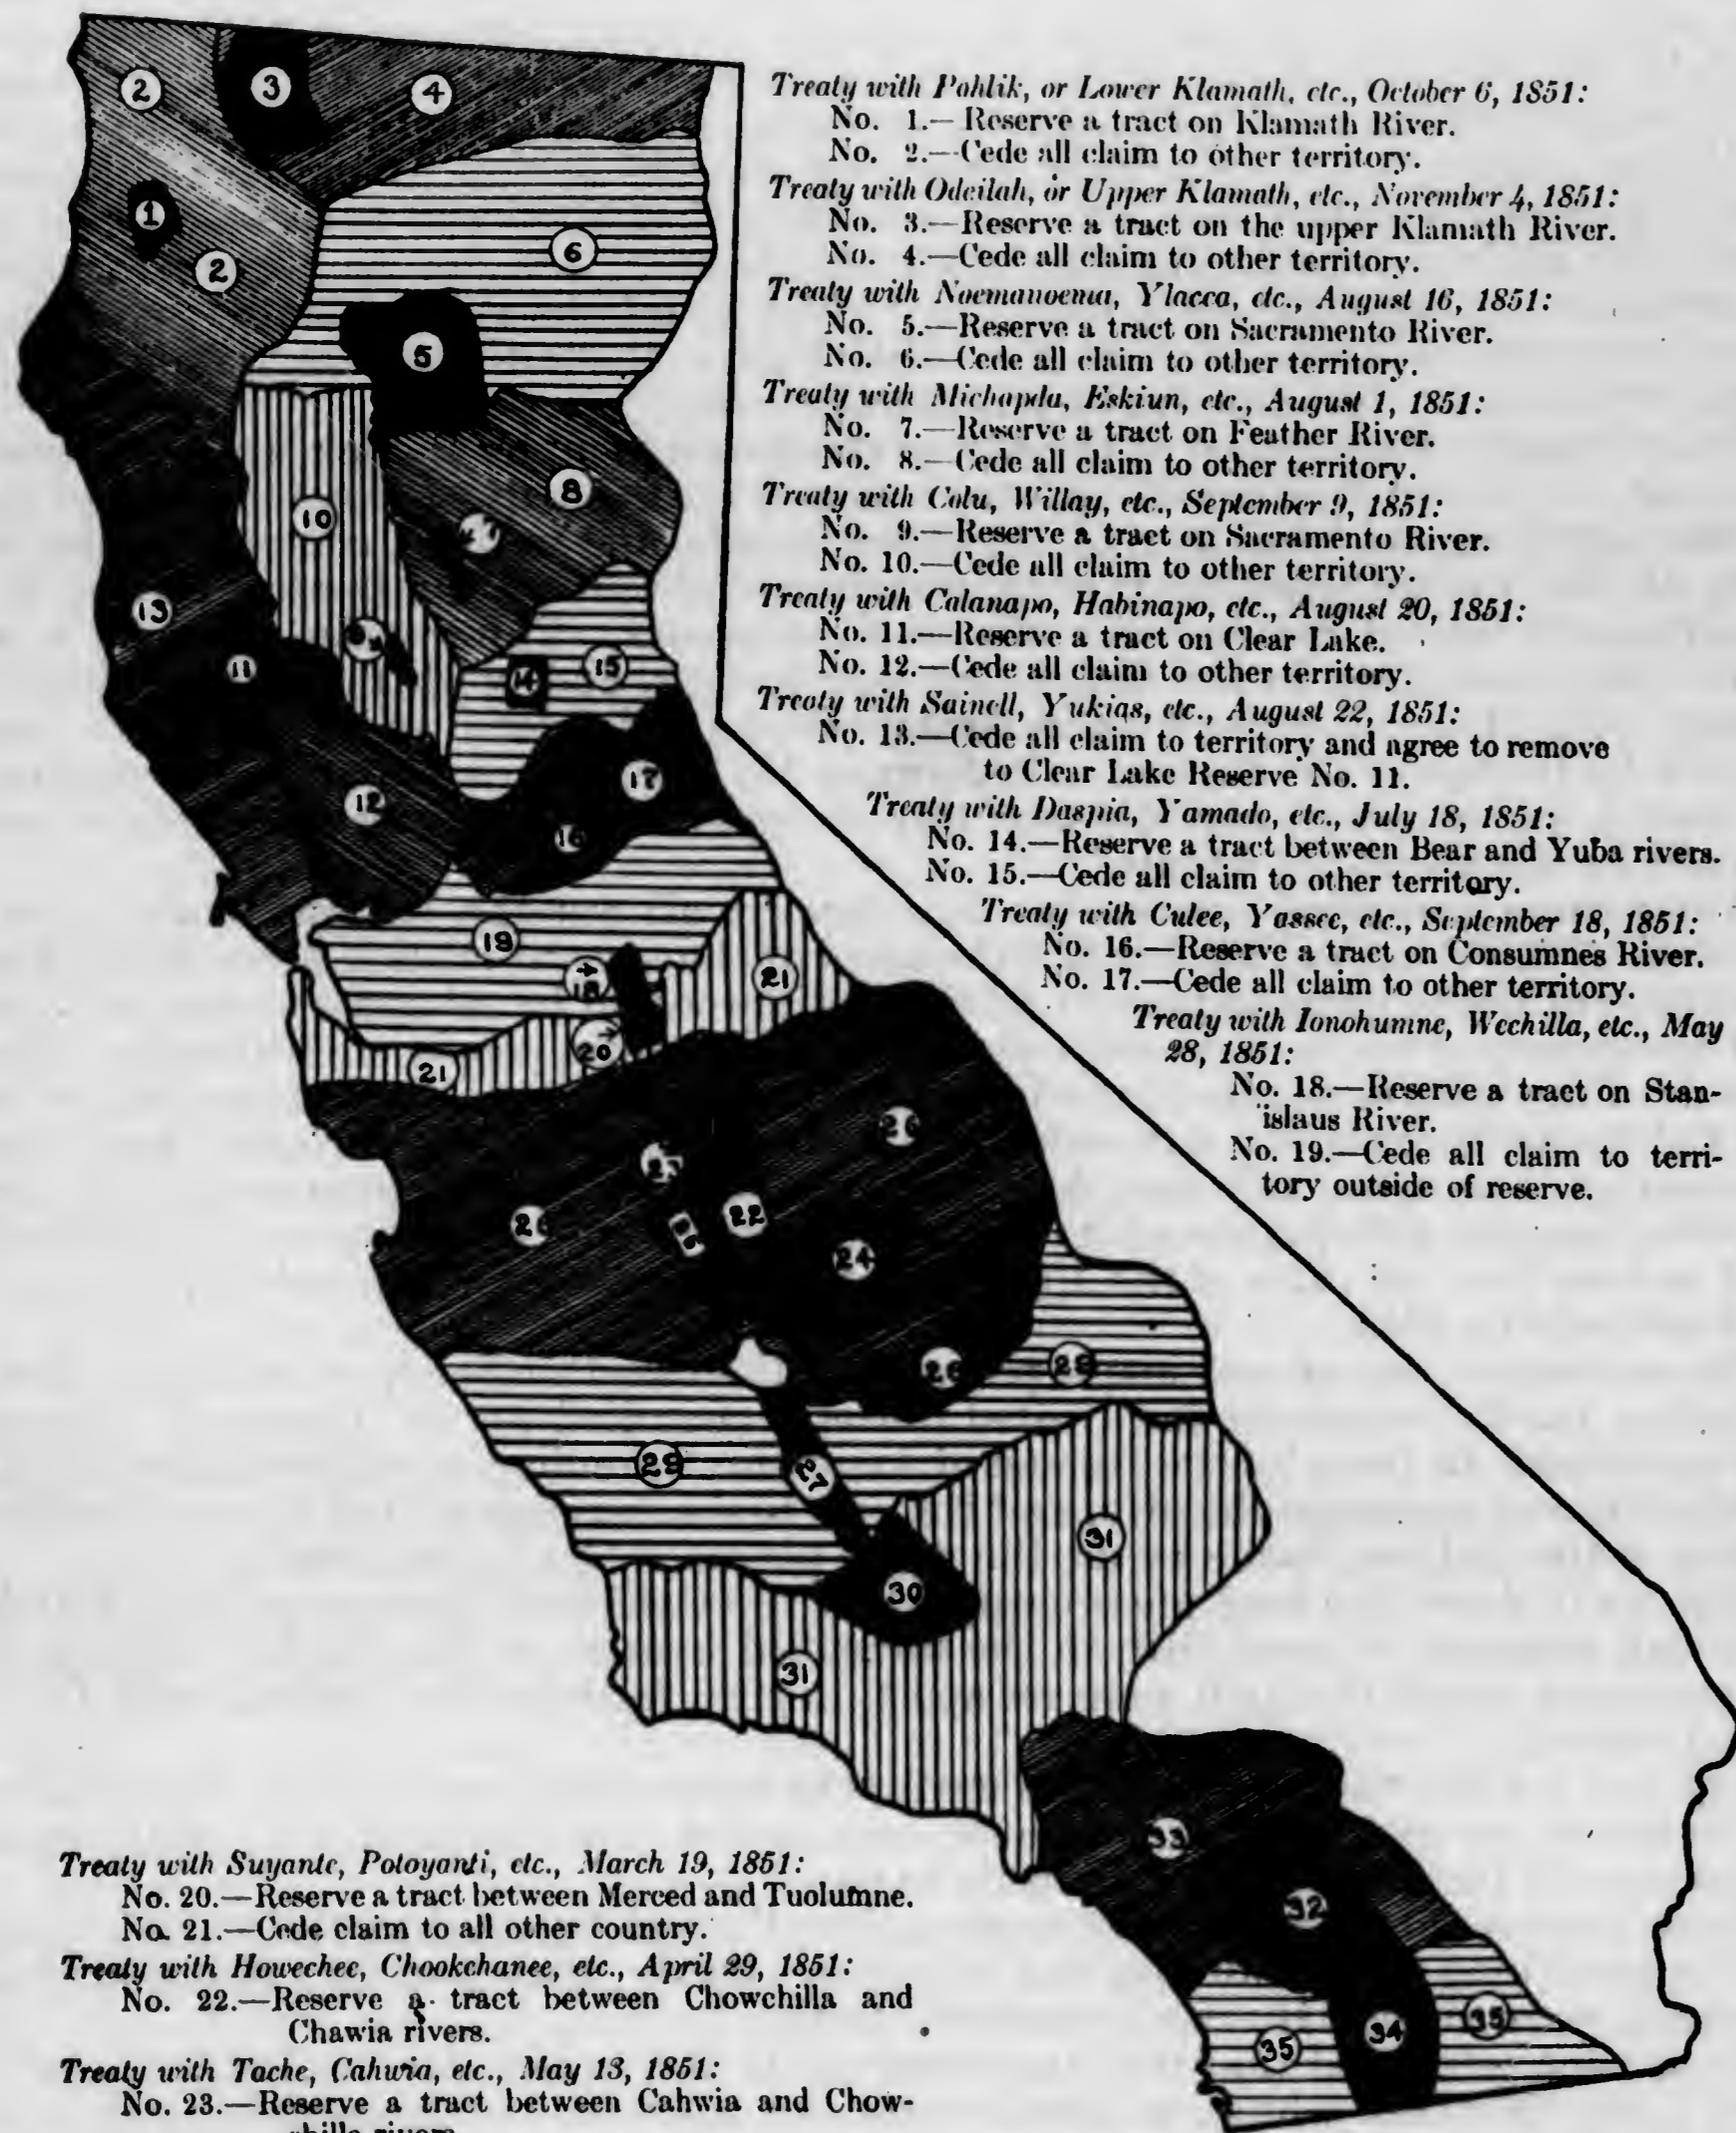 Treaty with Pohlik, or Lower Klamath, etc., October 6, 1851:
No. 1.—Reserve a tract on Klamath River.
No. 2.—Cede all claim to other territory.
Treaty with Odeilah, or Upper Klamath, etc., November 4, 1851:
No. 3.—Reserve a tract on the upper Klamath River.
No. 4.—Cede all claim to other territory.
Treaty with Noemanoema, Ylacca, etc., August 16, 1851:
No. 5.—Reserve a tract on Sacramento River.
No. 6.—Cede all claim to other territory.
Treaty with Michapda, Eskiun, etc., August 1, 1851:
No. 7.—Reserve a tract on Feather River.
No. 8.—Cede all claim to other territory.
Treaty with Colu, Willay, etc., September 9, 1851:
No. 9.—Reserve a tract on Sacramento River.
No. 10.—Cede all claim to other territory.
Treaty with Calanapo, Habinapo, etc., August 20, 1851:
No. 11.—Reserve a tract on Clear Lake.
No. 12.—Cede all claim to other territory.
Treaty with Sainell, Yukias, etc., August 22, 1851:
No. 13.—Cede all claim to territory and agree to remove
to Clear Lake Reserve No. 11.
Treaty with Daspia, Yamado, etc., July 18, 1851:
No. 14.—Reserve a tract between Bear and Yuba rivers.
No. 15.—Cede all claim to other territory.
Treaty with Culee, Yassee, etc., September 18, 1851:
No. 16.—Reserve a tract on Consumnes River.
No. 17.—Cede all claim to other territory.
Treaty with Ionohumne, Wechilla, etc., May
28, 1851:
No. 18.—Reserve a tract on Stan-
islaus River.
No. 19.—Cede all claim to terri-
tory outside of reserve.
2
3
4
1
2
6
5
8
10
13
11
15
14
12
17
16
19
18
21
20
21
26
23
26
22
24
26
29
29
27
31
30
31
33
32
35
34
35
Treaty with Suyante, Potoyanti, etc., March 19, 1851:
No. 20.—Reserve a tract between Merced and Tuolumne.
No. 21.—Cede claim to all other country.
Treaty with Howechee, Chookchanee, etc., April 29, 1851:
No. 22.—Reserve a tract between Chowchilla and
Chawia rivers.
Treaty with Tache, Cahwia, etc., May 13, 1851:
No. 23.—Reserve a tract between Cahwia and Chow-
chilla rivers.